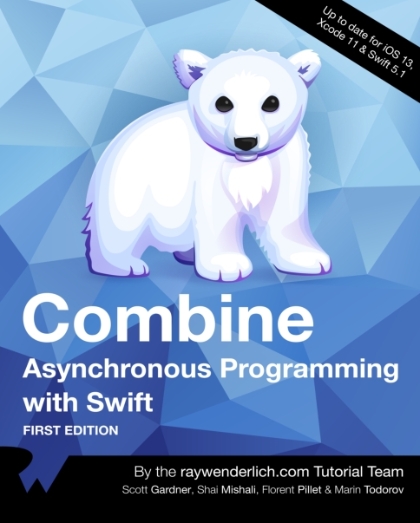 Up to date for iOS 13,
Xcode 11 & Swift 5.1
Combine
Asynchronous Programming
with Swift
FIRST EDITION
By the raywenderlich.com Tutorial Team
Scott Gardner, Shai Mishali, Florent Pillet & Marin Todorov